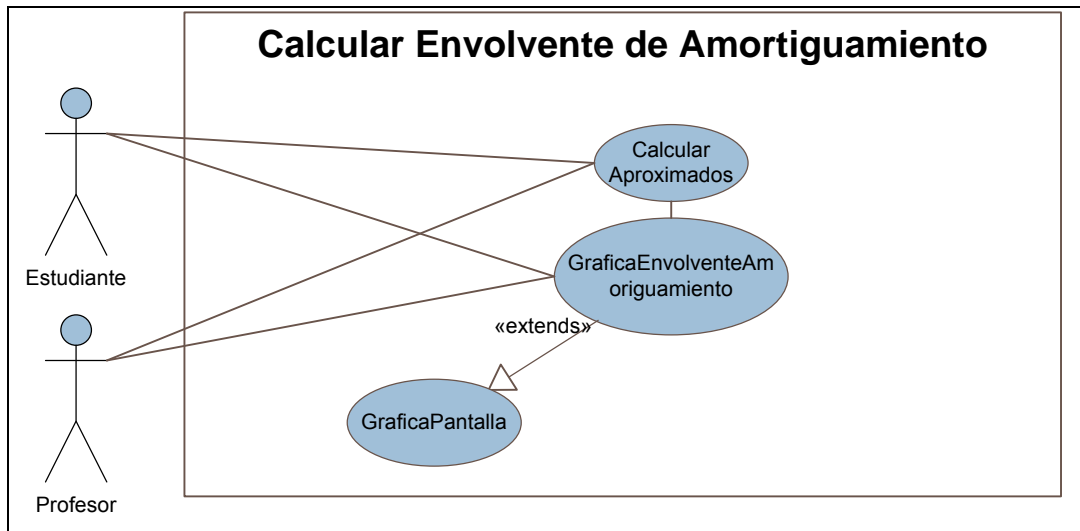 Calcular Envolvente de Amortiguamiento
Calcular
Aproximados
Estudiante
GraficaEnvolventeAm
origuamiento
«extends»
GraficaPantalla
Profesor